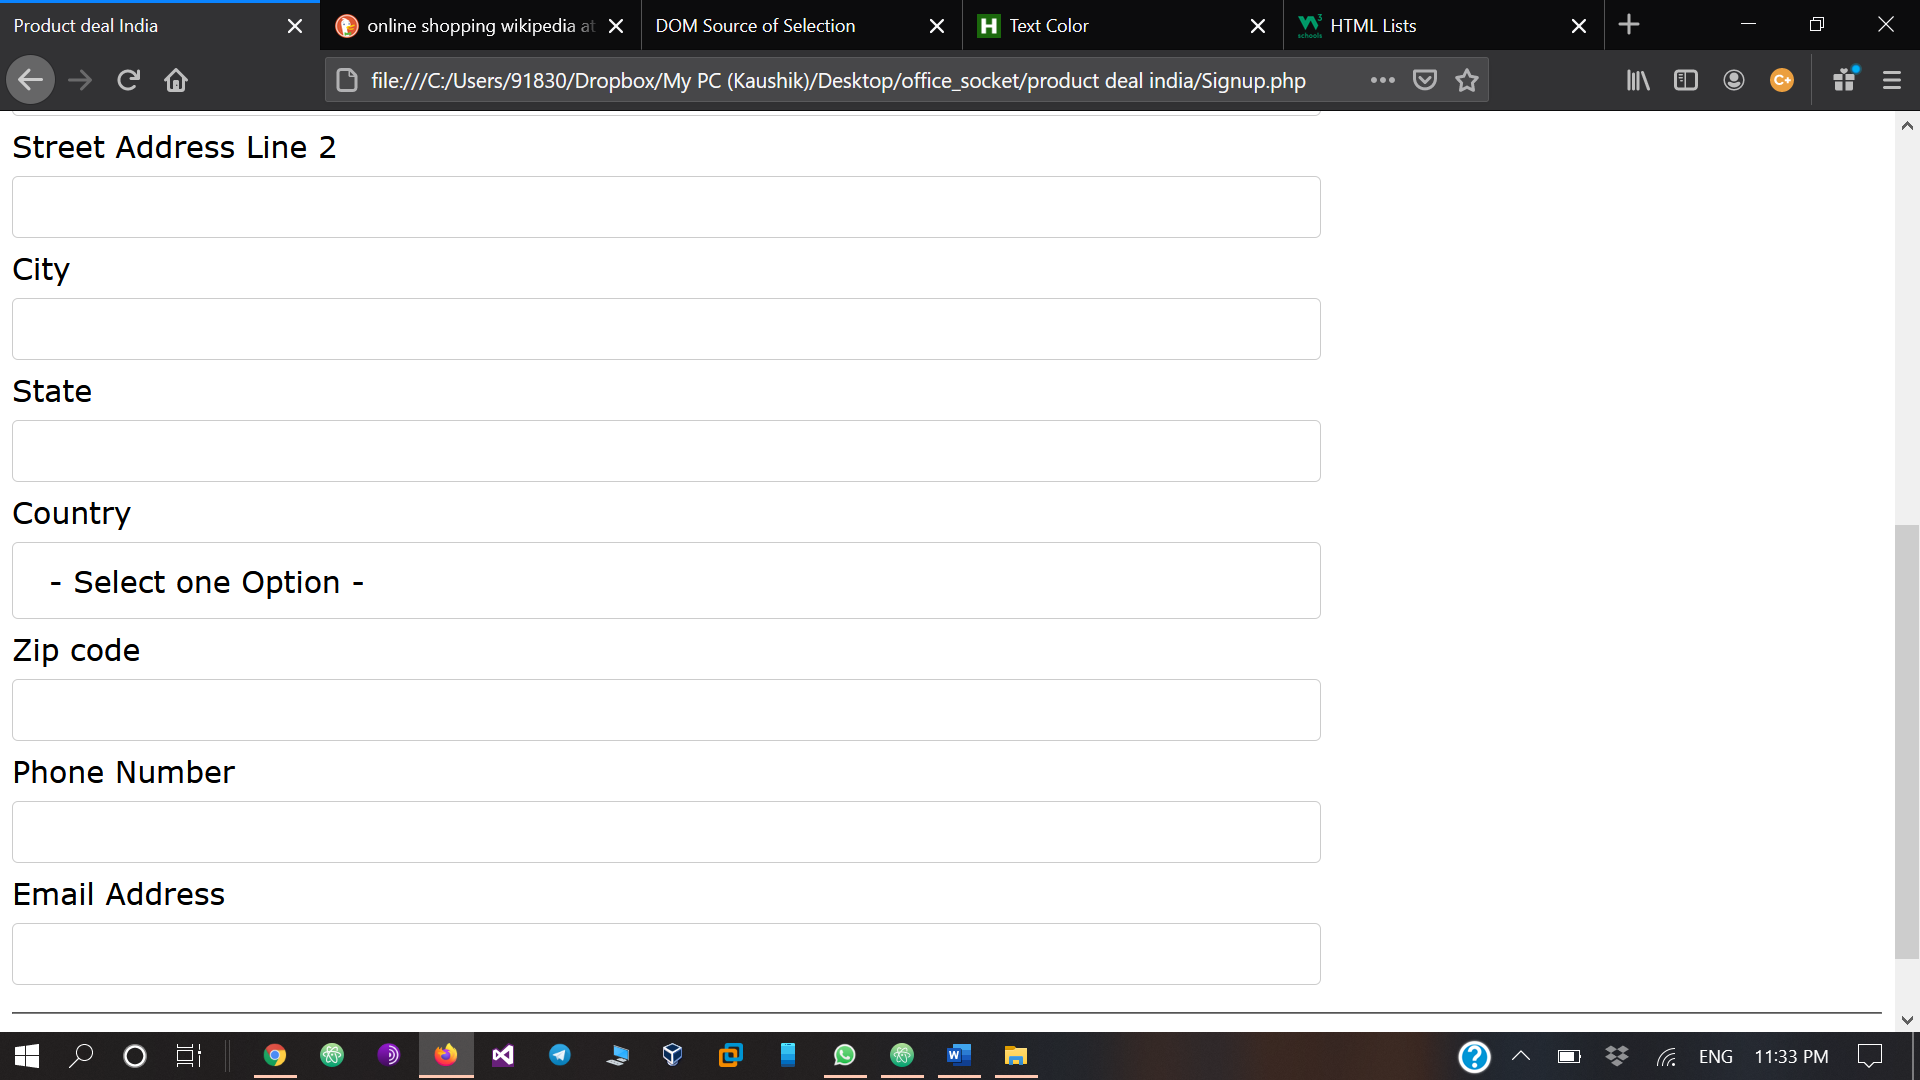 Product deal India
online shopping wikipedia at
DOM Source of Selection
H Text Color
W3 schools HTML Lists
file:///C:/Users/91830/Dropbox/My PC (Kaushik)/Desktop/office_socket/product deal india/Signup.php
C+
Street Address Line 2
City
State
Country
- Select one Option -
Zip code
Phone Number
Email Address
W
?
ENG
11:33 PM